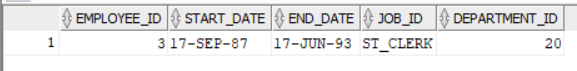 EMPLOYEE_ID START_DATE END_DATE JOB_ID DEPARTMENT_ID
1 3 17-SEP-87 17-JUN-93 ST_CLERK 20